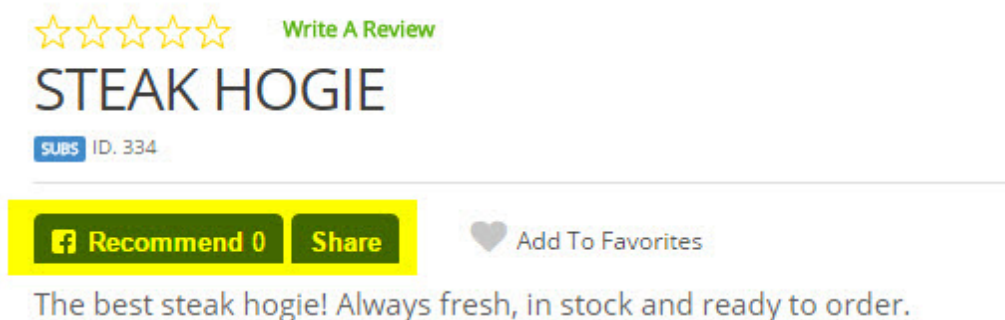 Write A Review
STEAK HOGIE
SUBS ID. 334
Recommend 0 Share Add To Favorites
The best steak hogie! Always fresh, in stock and ready to order.